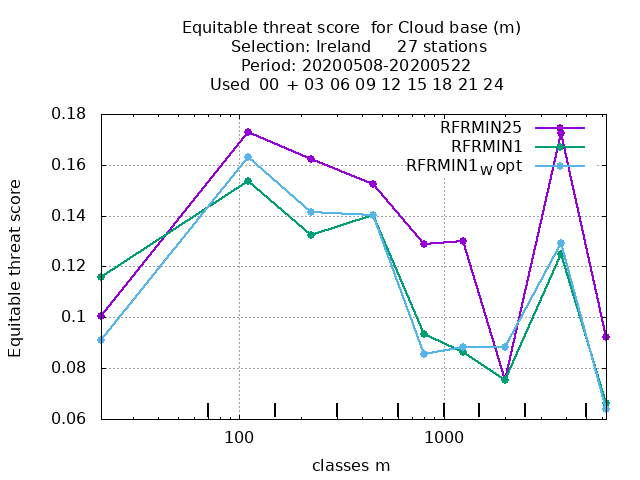 Equitable threat score  for Cloud base (m)
Selection: Ireland     27 stations
Period: 20200508-20200522
Used  00 + 03 06 09 12 15 18 21 24
RFRMIN25
RFRMIN1
RFRMIN1W opt
0.18
0.16
0.14
0.12
0.1
0.08
0.06
Equitable threat score
100 1000
classes m